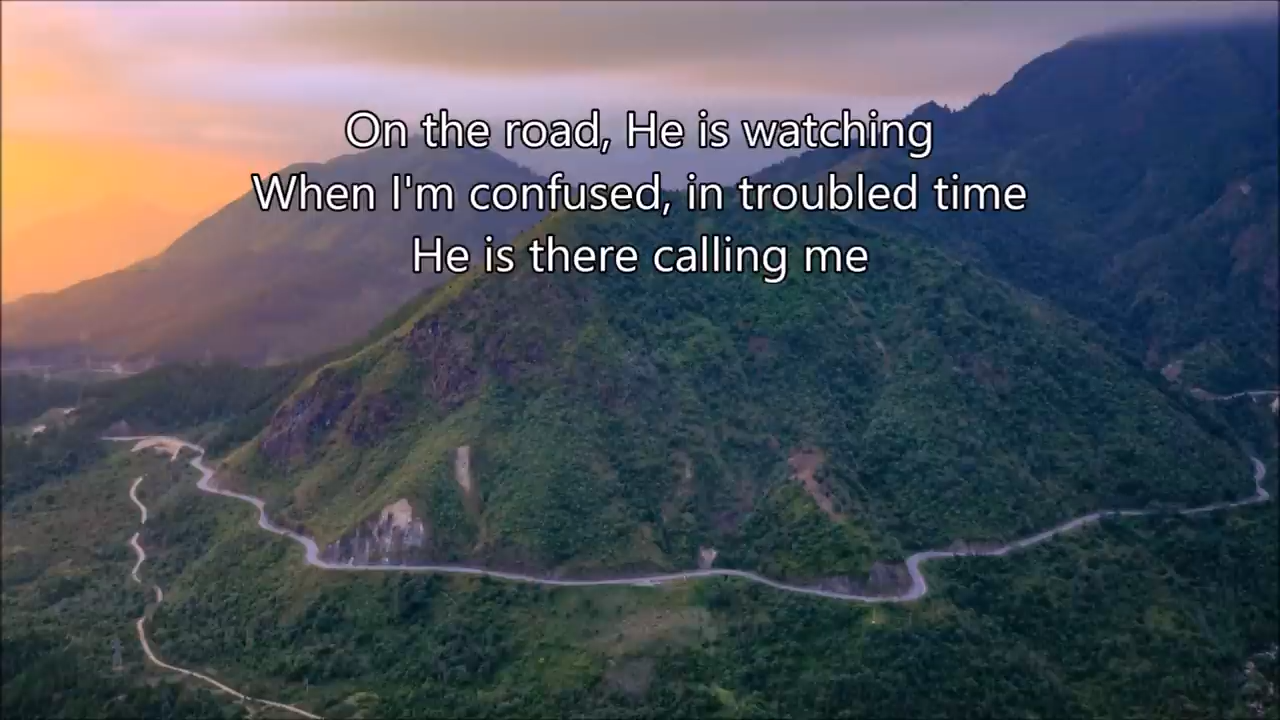 On the road, He is watching
When I'm confused, in troubled time
He is there calling me